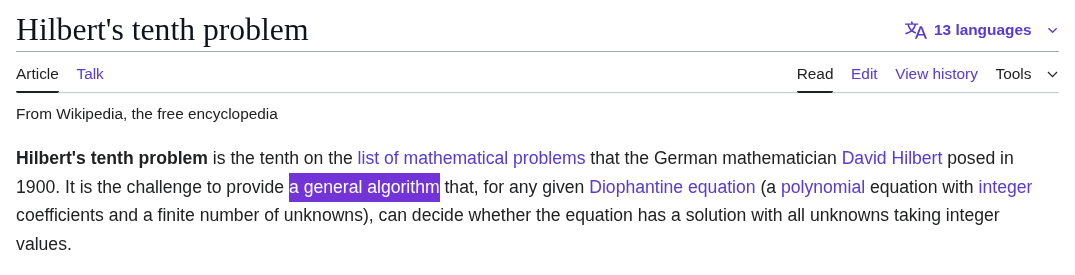 Hilbert's tenth problem
13 languages
Article Talk Read Edit View history Tools
From Wikipedia, the free encyclopedia
Hilbert's tenth problem is the tenth on the list of mathematical problems that the German mathematician David Hilbert posed in
1900. It is the challenge to provide a general algorithm that, for any given Diophantine equation (a polynomial equation with integer
coefficients and a finite number of unknowns), can decide whether the equation has a solution with all unknowns taking integer
values.